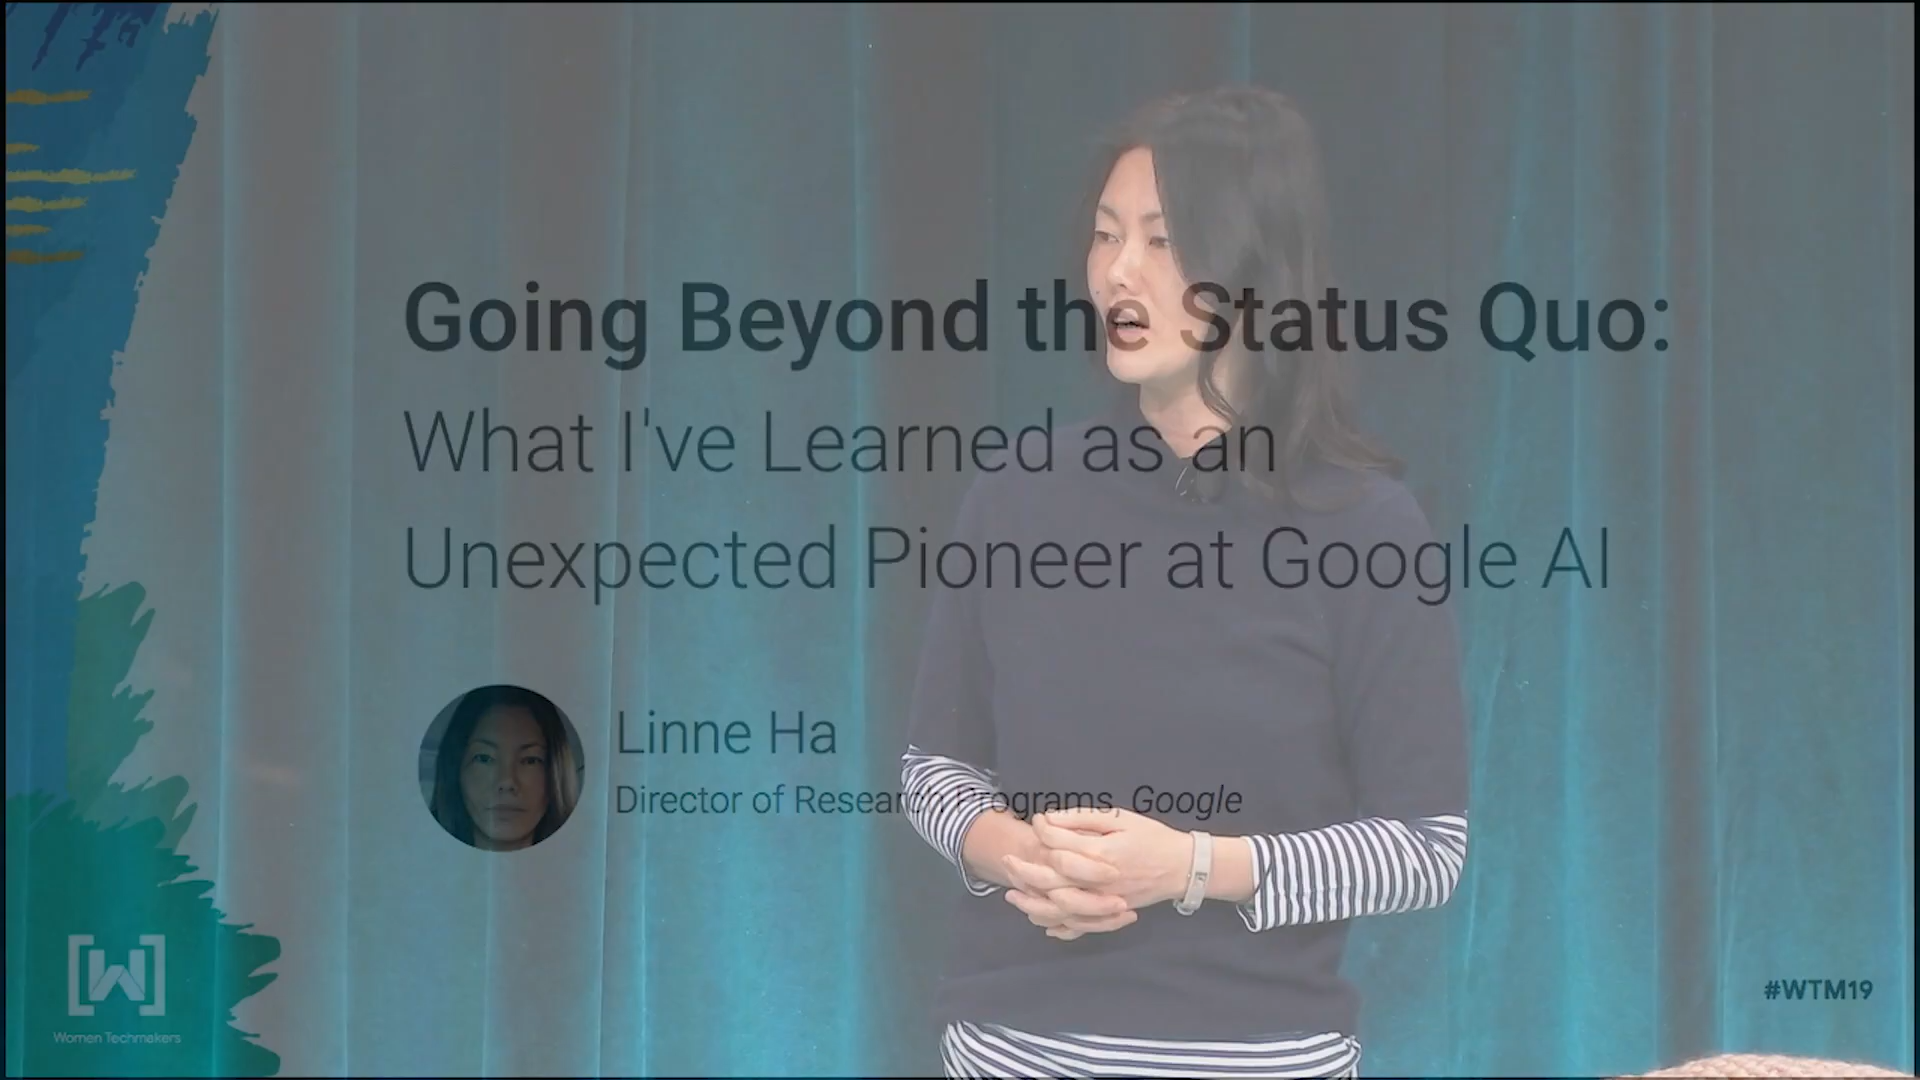 Going Beyond the Status Quo:
What I've Learned as an
Unexpected Pioneer at Google AI
Linne Ha
Director of Research Programs, Google
[W]
Women Techmakers
#WTM19